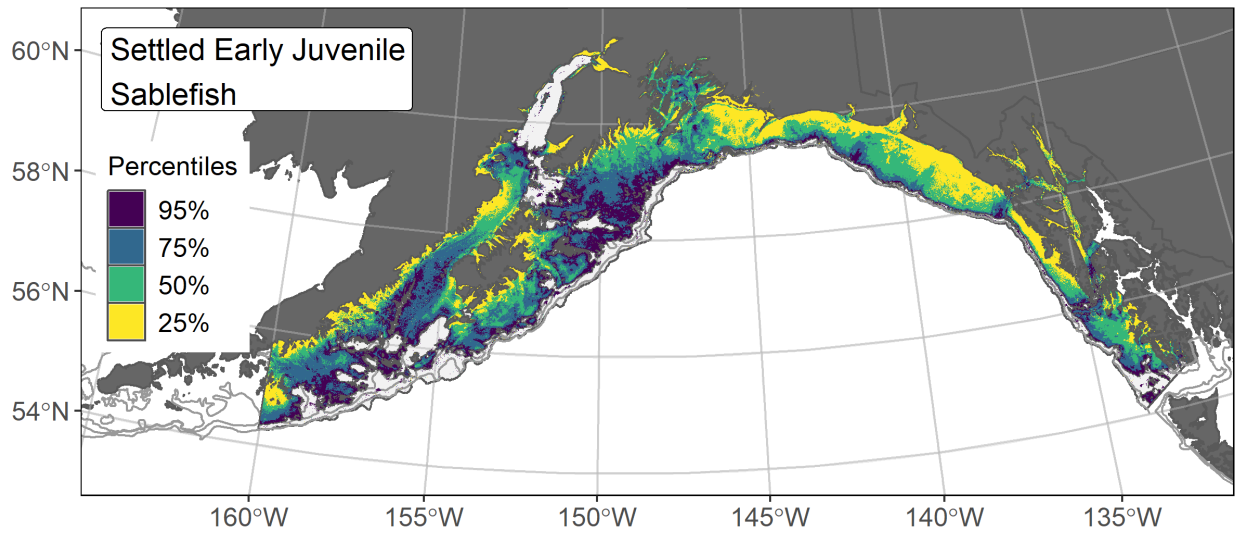 Settled Early Juvenile
Sablefish
Percentiles
95%
75%
50%
25%
60°N
58°N
56°N
54°N
160°W
155°W
150°W
145°W
140°W
135°W